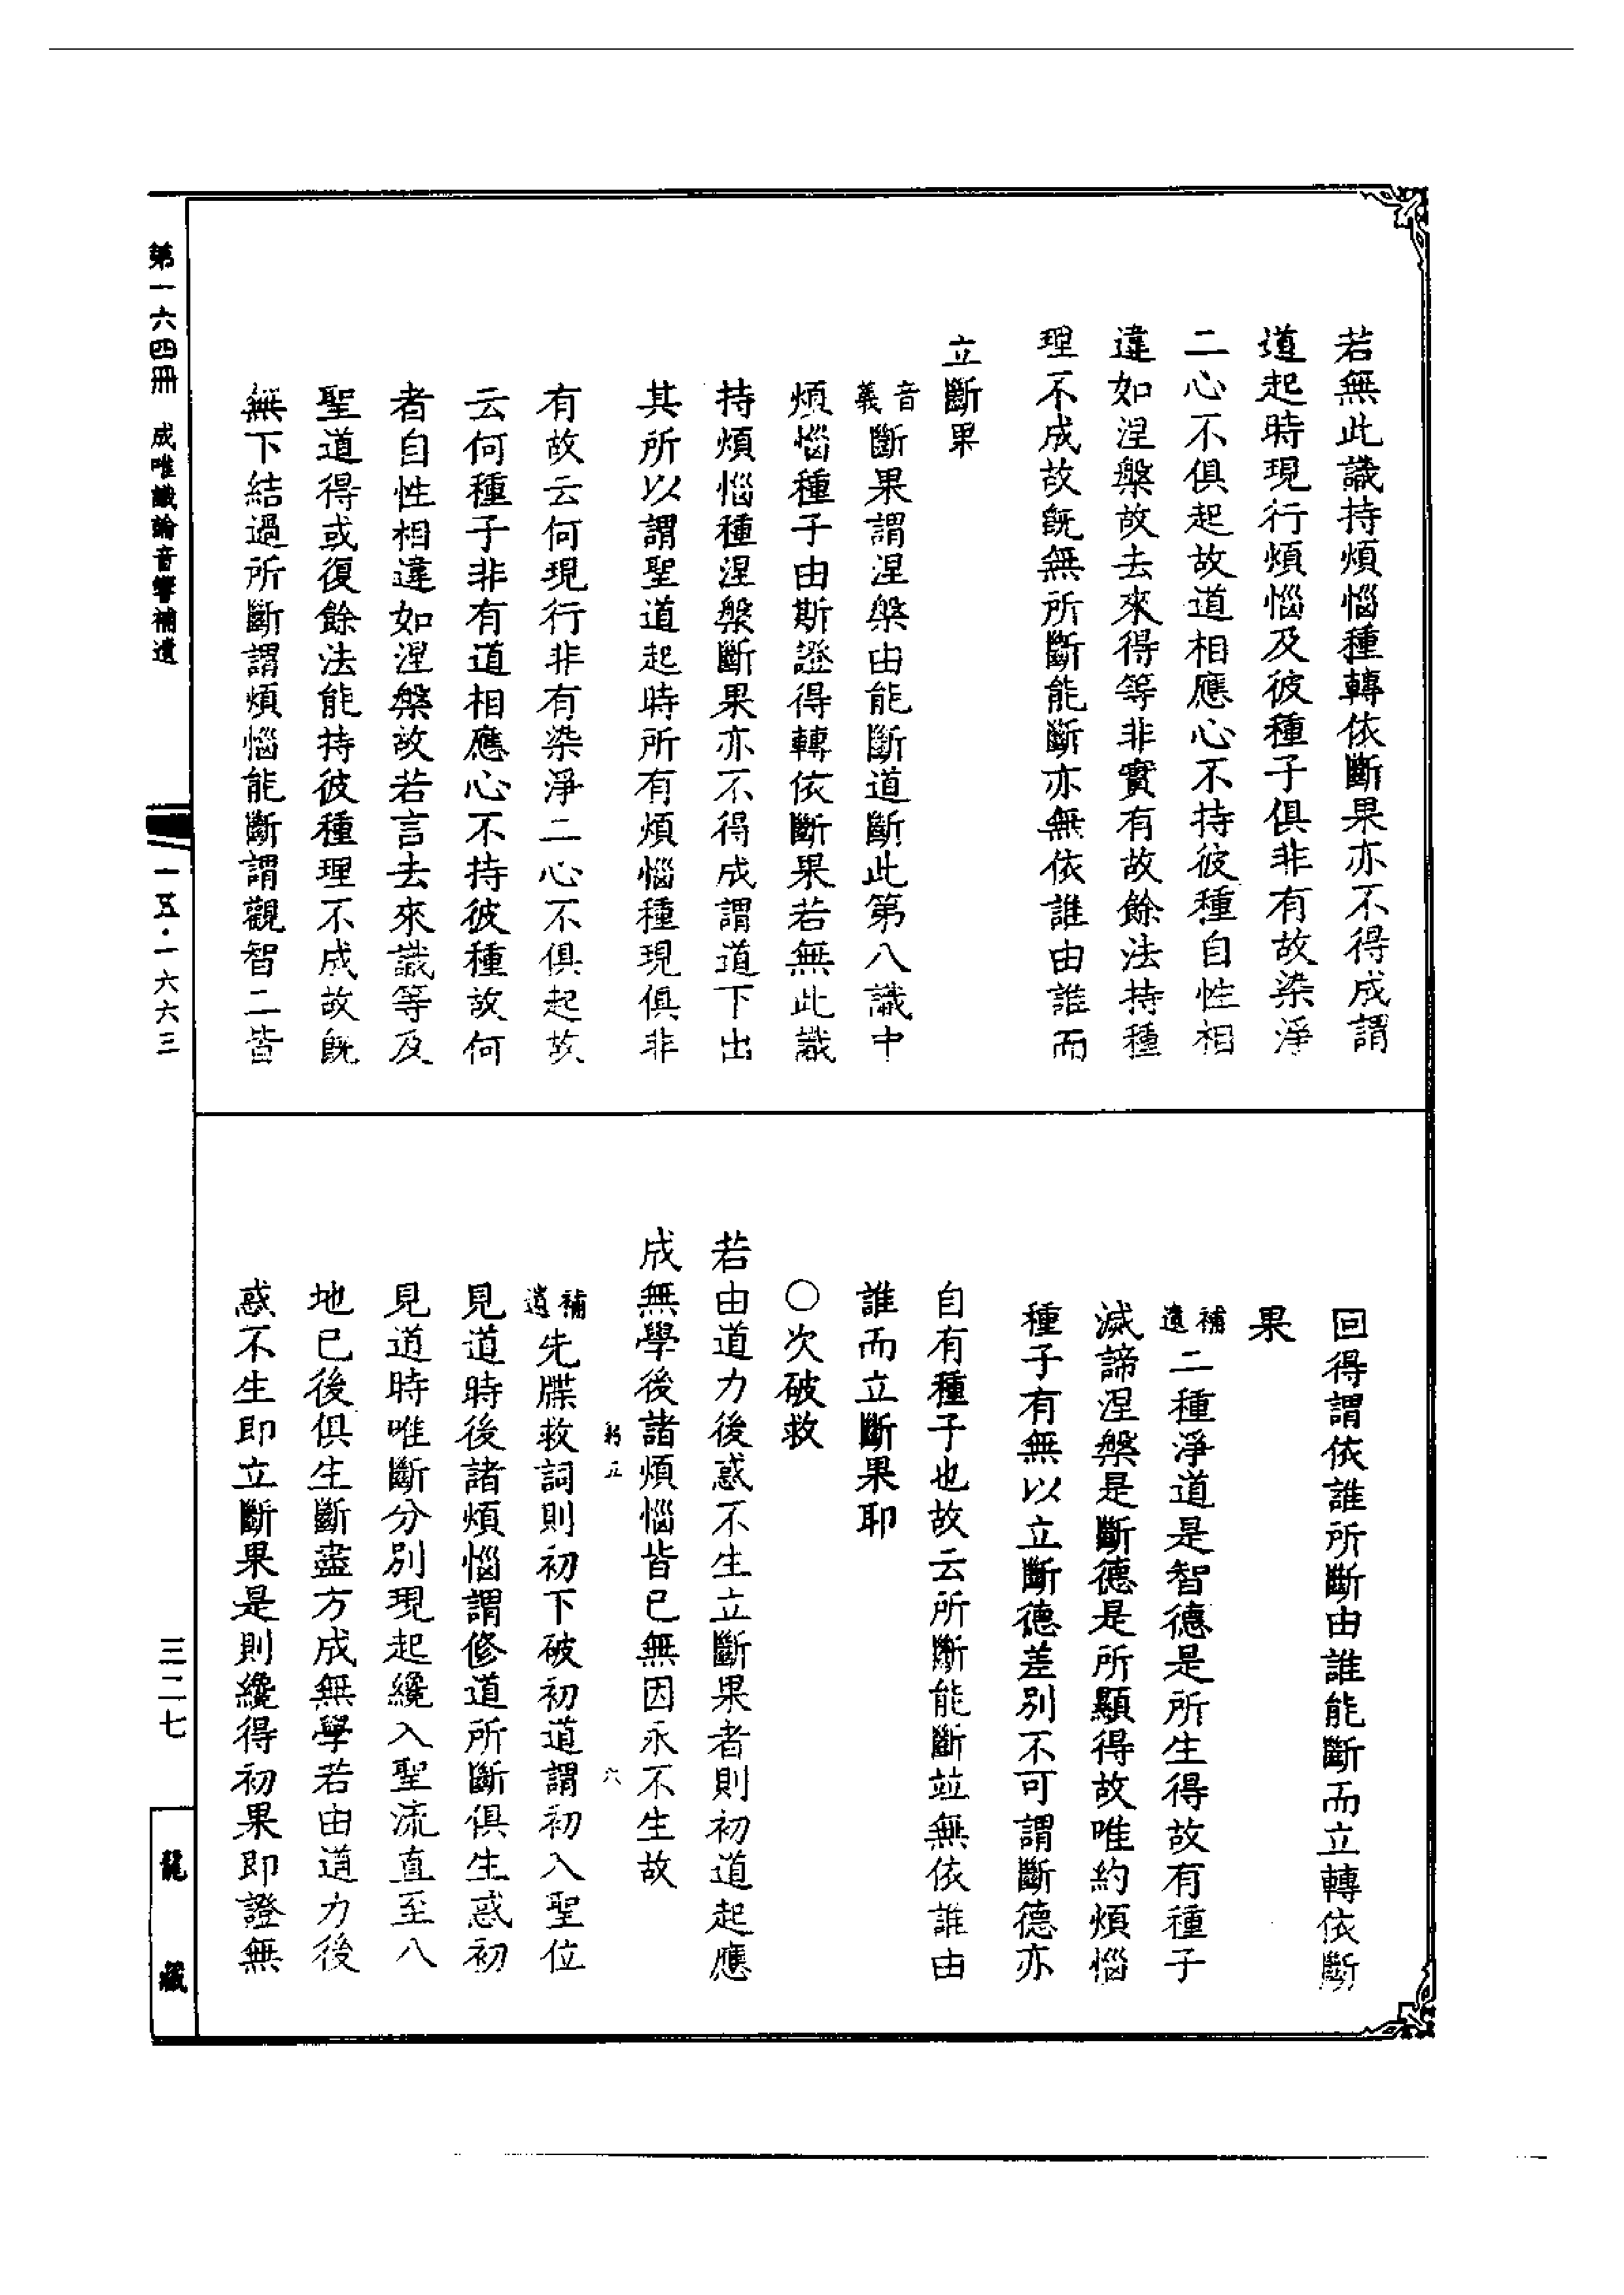 若無此識持煩惱種轉依斷果亦不得成謂
道起時現行煩惱及彼種子俱非有故染淨
二心不俱起故道相應心不持彼種自性相
違如涅槃故去來得等非實有故餘法持種
理不成故旣無所斷能斷亦無依誰由誰而
立斷果
音義斷果謂涅槃由能斷道斷此第八識中
煩惱種子由斯證得轉依斷果若無此識
持煩惱種涅槃斷果亦不得成謂道下出
其所以謂聖道起時所有煩惱種現俱非
有故云何現行非有染淨二心不俱起故
云何種子非有道相應心不持彼種故何
者自性相違如涅槃故若言去來識等及
聖道得或復餘法能持彼種理不成故旣
無下結過所斷謂煩惱能斷謂觀智二皆
回得謂依誰所斷由誰能斷而立轉依斷
果
補遺二種淨道是智德是所生得故有種子
滅諦涅槃是斷德是所顯得故唯約煩惱
種子有無以立斷德差別不可謂斷德亦
自有種子也故云所斷能斷竝無依誰由
誰而立斷果耶
○次破救
若由道力後惑不生立斷果者則初道起應
成無學後諸煩惱皆已無因永不生故
六
補遺先牒救詞則初下破初道謂初入聖位
見道時後諸煩惱謂修道所斷俱生惑初
見道時唯斷分別現起纔入聖流直至八
地已後俱生斷盡方成無學若由道力後
惑不生即立斷果是則纔得初果即證無
第一六四冊 成唯識論音響補遺
一五·一六六三
三二七
龍藏